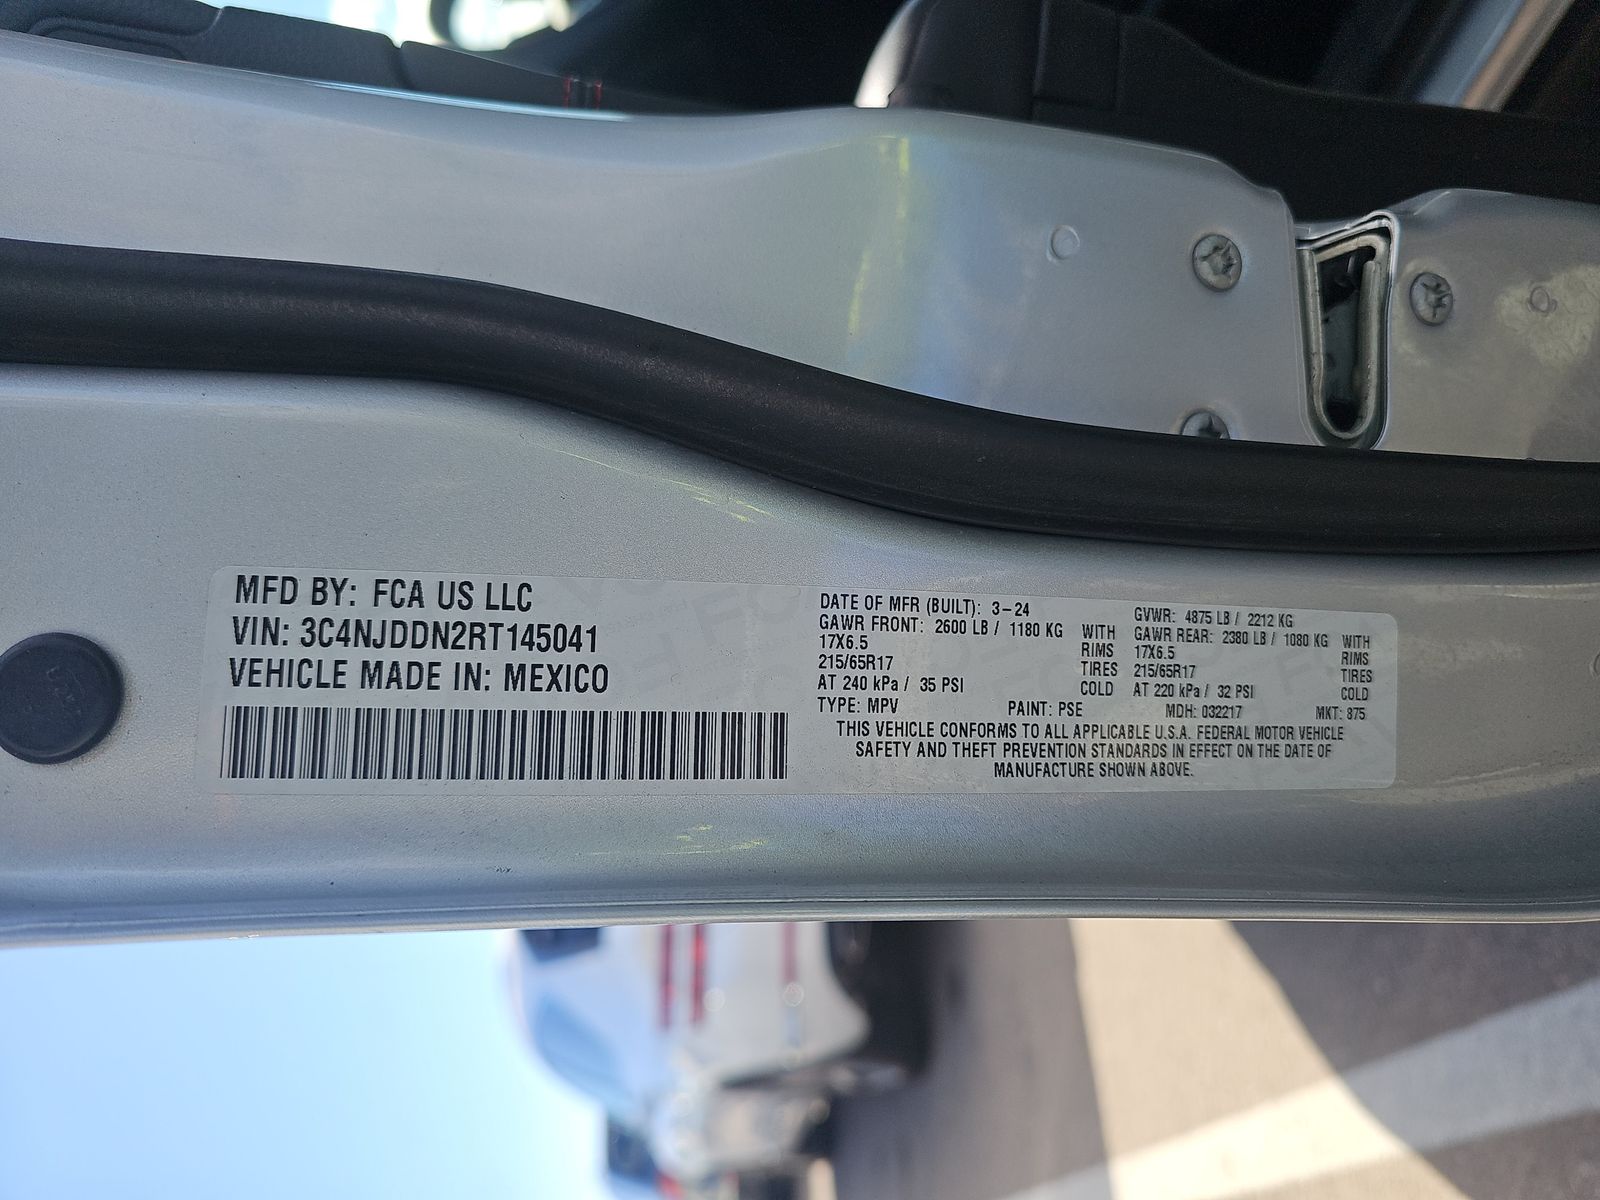 MFD BY: FCA US LLC
VIN: 3C4NJDDN2RT145041
VEHICLE MADE IN: MEXICO
DATE OF MFR (BUILT): 3-24
GAWR FRONT: 2600 LB / 1180 KG WITH
17X6.5 RIMS
215/65R17 TIRES
AT 240 kPa / 35 PSI COLD
GVWR: 4875 LB / 2212 KG
GAWR REAR: 2380 LB / 1080 KG WITH
17X6.5 RIMS
215/65R17 TIRES
AT 220 kPa / 32 PSI COLD
TYPE: MPV PAINT: PSE MDH: 032217 MKT: 875
THIS VEHICLE CONFORMS TO ALL APPLICABLE U.S.A. FEDERAL MOTOR VEHICLE
SAFETY AND THEFT PREVENTION STANDARDS IN EFFECT ON THE DATE OF
MANUFACTURE SHOWN ABOVE.